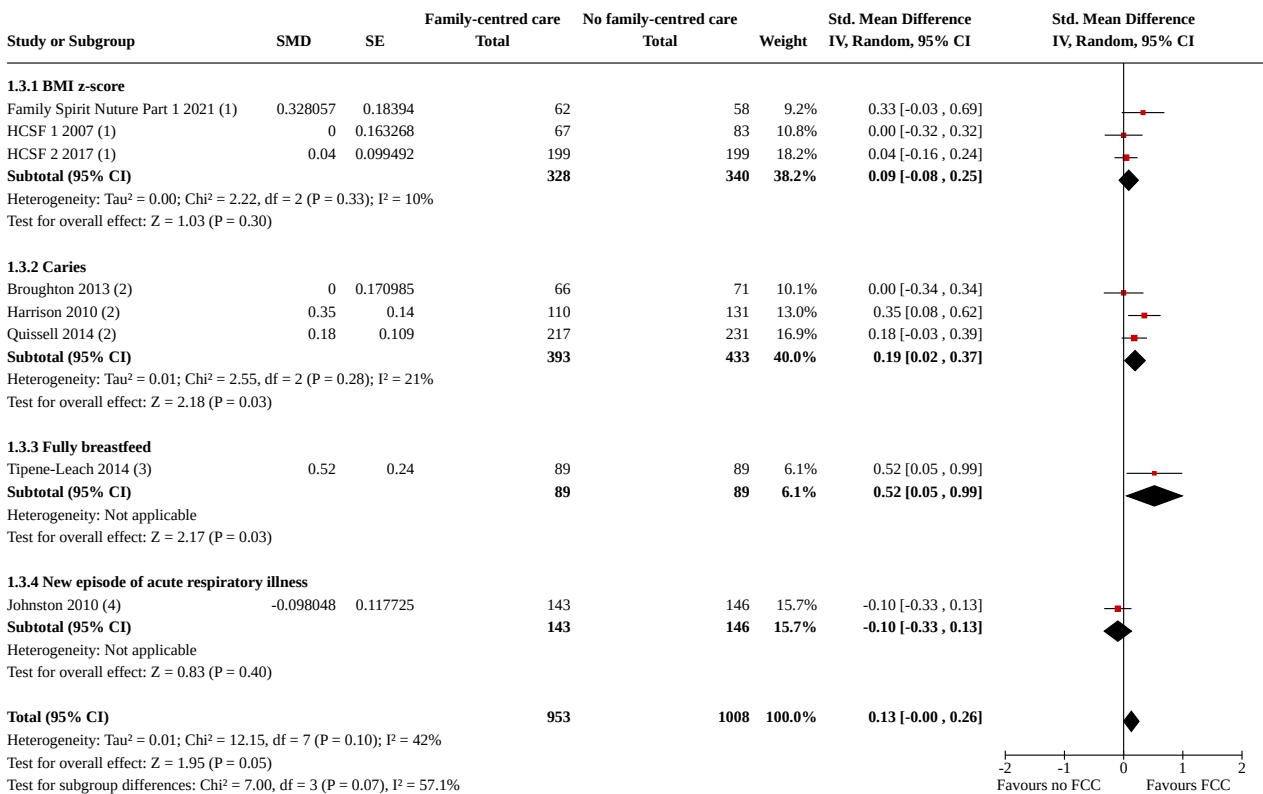 Family-centred care No family-centred care Std. Mean Difference Std. Mean Difference
Study or Subgroup SMD SE Total Total Weight IV, Random, 95% CI IV, Random, 95% CI
1.3.1 BMI z-score
Family Spirit Nuture Part 1 2021 (1) 0.328057 0.18394 62 58 9.2% 0.33 [-0.03 , 0.69]
HCSF 1 2007 (1) 0 0.163268 67 83 10.8% 0.00 [-0.32 , 0.32]
HCSF 2 2017 (1) 0.04 0.099492 199 199 18.2% 0.04 [-0.16 , 0.24]
Subtotal (95% CI) 328 340 38.2% 0.09 [-0.08 , 0.25]
Heterogeneity: Tau² = 0.00; Chi² = 2.22, df = 2 (P = 0.33); I² = 10%
Test for overall effect: Z = 1.03 (P = 0.30)
1.3.2 Caries
Broughton 2013 (2) 0 0.170985 66 71 10.1% 0.00 [-0.34 , 0.34]
Harrison 2010 (2) 0.35 0.14 110 131 13.0% 0.35 [0.08 , 0.62]
Quissell 2014 (2) 0.18 0.109 217 231 16.9% 0.18 [-0.03 , 0.39]
Subtotal (95% CI) 393 433 40.0% 0.19 [0.02 , 0.37]
Heterogeneity: Tau² = 0.01; Chi² = 2.55, df = 2 (P = 0.28); I² = 21%
Test for overall effect: Z = 2.18 (P = 0.03)
1.3.3 Fully breastfeed
Tipene-Leach 2014 (3) 0.52 0.24 89 89 6.1% 0.52 [0.05 , 0.99]
Subtotal (95% CI) 89 89 6.1% 0.52 [0.05 , 0.99]
Heterogeneity: Not applicable
Test for overall effect: Z = 2.17 (P = 0.03)
1.3.4 New episode of acute respiratory illness
Johnston 2010 (4) -0.098048 0.117725 143 146 15.7% -0.10 [-0.33 , 0.13]
Subtotal (95% CI) 143 146 15.7% -0.10 [-0.33 , 0.13]
Heterogeneity: Not applicable
Test for overall effect: Z = 0.83 (P = 0.40)
Total (95% CI) 953 1008 100.0% 0.13 [-0.00 , 0.26]
Heterogeneity: Tau² = 0.01; Chi² = 12.15, df = 7 (P = 0.10); I² = 42%
Test for overall effect: Z = 1.95 (P = 0.05)
Test for subgroup differences: Chi² = 7.00, df = 3 (P = 0.07), I² = 57.1%
-2 -1 0 1 2
Favours no FCC Favours FCC